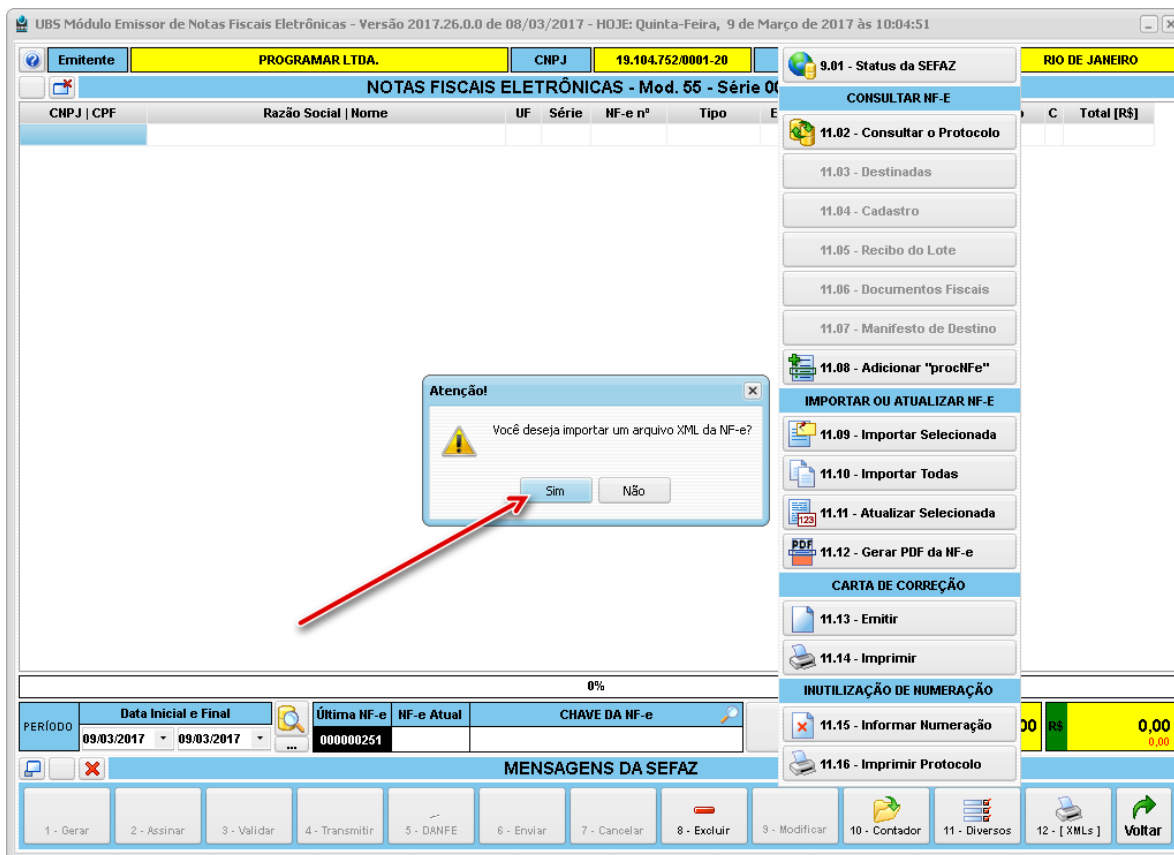 UBS Módulo Emissor de Notas Fiscais Eletrônicas - Versão 2017.26.0.0 de 08/03/2017 - HOJE: Quinta-Feira, 9 de Março de 2017 às 10:04:51
Emitente PROGRAMAR LTDA. CNPJ 19.104.752/0001-20 RIO DE JANEIRO
NOTAS FISCAIS ELETRÔNICAS - Mod. 55 - Série
CNPJ | CPF Razão Social | Nome UF Série NF-e nº Tipo C Total [R$]
9.01 - Status da SEFAZ
CONSULTAR NF-E
11.02 - Consultar o Protocolo
11.03 - Destinadas
11.04 - Cadastro
11.05 - Recibo do Lote
11.06 - Documentos Fiscais
11.07 - Manifesto de Destino
11.08 - Adicionar "procNFe"
IMPORTAR OU ATUALIZAR NF-E
11.09 - Importar Selecionada
11.10 - Importar Todas
11.11 - Atualizar Selecionada
123
PDF
11.12 - Gerar PDF da NF-e
CARTA DE CORREÇÃO
11.13 - Emitir
11.14 - Imprimir
INUTILIZAÇÃO DE NUMERAÇÃO
11.15 - Informar Numeração
11.16 - Imprimir Protocolo
Atenção!
Você deseja importar um arquivo XML da NF-e?
Sim Não
0%
PERÍODO Data Inicial e Final Última NF-e NF-e Atual CHAVE DA NF-e
09/03/2017 09/03/2017 ... 000000251 00 R$ 0,00
0,00
MENSAGENS DA SEFAZ
1 - Gerar 2 - Assinar 3 - Validar 4 - Transmitir 5 - DANFE 6 - Enviar 7 - Cancelar 8 - Excluir 9 - Modificar 10 - Contador 11 - Diversos 12 - [ XMLs ] Voltar